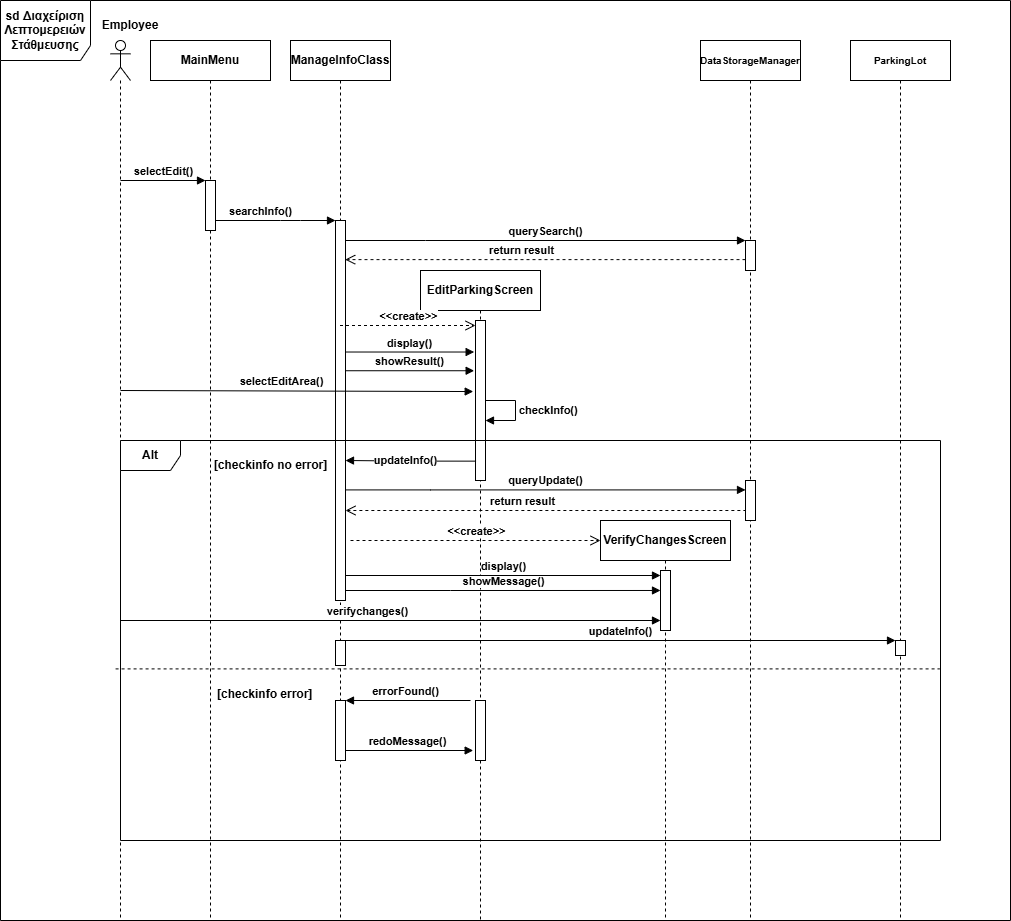 sd Διαχείριση
Λεπτομερειών
Στάθμευσης
Employee
MainMenu
ManageInfoClass
DataStorageManager
ParkingLot
selectEdit()
searchInfo()
querySearch()
return result
EditParkingScreen
<<create>>
display()
showResult()
selectEditArea()
checkInfo()
Alt
[checkinfo no error]
updateInfo()
queryUpdate()
return result
<<create>>
VerifyChangesScreen
display()
showMessage()
verifychanges()
updateInfo()
[checkinfo error]
errorFound()
redoMessage()